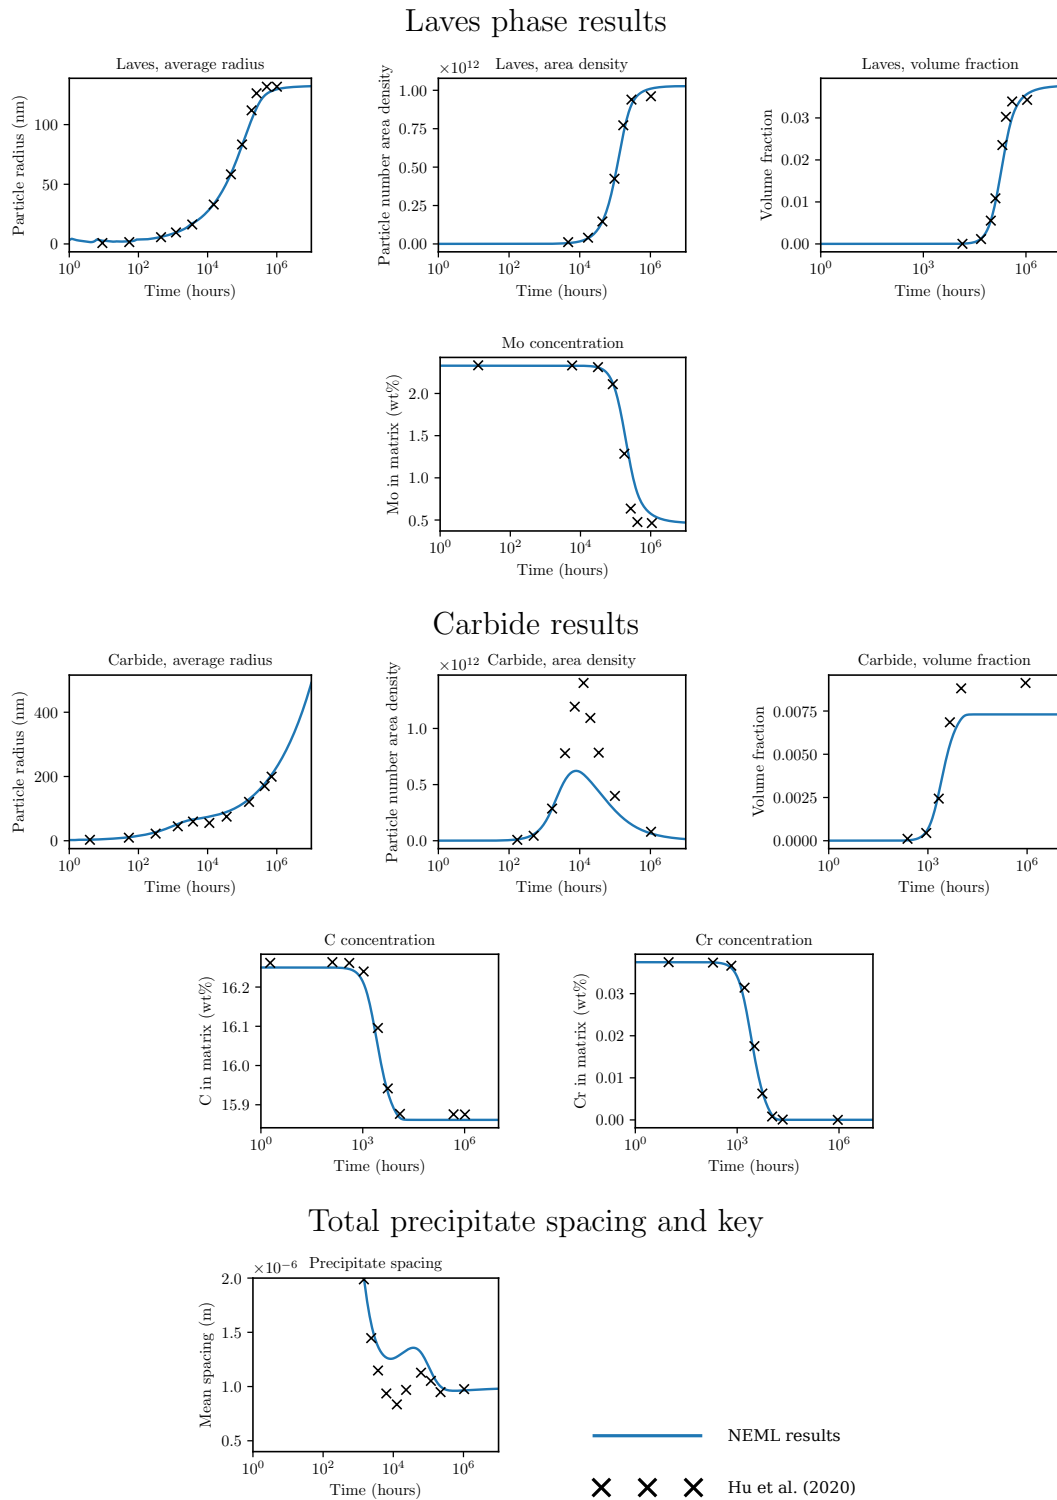 Laves phase results
Laves, average radius
Particle radius (nm)
100
50
0
10^0 10^2 10^4 10^6
Time (hours)
×10^12
Laves, area density
Particle number area density
1.00
0.75
0.50
0.25
0.00
10^0 10^2 10^4 10^6
Time (hours)
Laves, volume fraction
Volume fraction
0.03
0.02
0.01
0.00
10^0 10^3 10^6
Time (hours)
Mo concentration
Mo in matrix (wt%)
2.0
1.5
1.0
0.5
10^0 10^2 10^4 10^6
Time (hours)
Carbide results
Carbide, average radius
Particle radius (nm)
400
200
0
10^0 10^2 10^4 10^6
Time (hours)
×10^12
Carbide, area density
Particle number area density
1.0
0.5
0.0
10^0 10^2 10^4 10^6
Time (hours)
Carbide, volume fraction
Volume fraction
0.0075
0.0050
0.0025
0.0000
10^0 10^3 10^6
Time (hours)
C concentration
C in matrix (wt%)
16.2
16.1
16.0
15.9
10^0 10^3 10^6
Time (hours)
Cr concentration
Cr in matrix (wt%)
0.03
0.02
0.01
0.00
10^0 10^3 10^6
Time (hours)
Total precipitate spacing and key
×10^−6
Precipitate spacing
Mean spacing (m)
2.0
1.5
1.0
0.5
10^0 10^2 10^4 10^6
Time (hours)
NEML results
Hu et al. (2020)